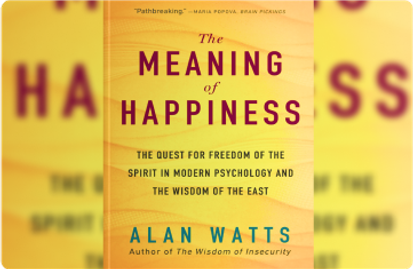 "Pathbreaking." —MARIA POPOVA, BRAIN PICKINGS
The
MEANING
of
HAPPINESS
THE QUEST FOR FREEDOM OF THE
SPIRIT IN MODERN PSYCHOLOGY AND
THE WISDOM OF THE EAST
ALAN WATTS
Author of The Wisdom of Insecurity